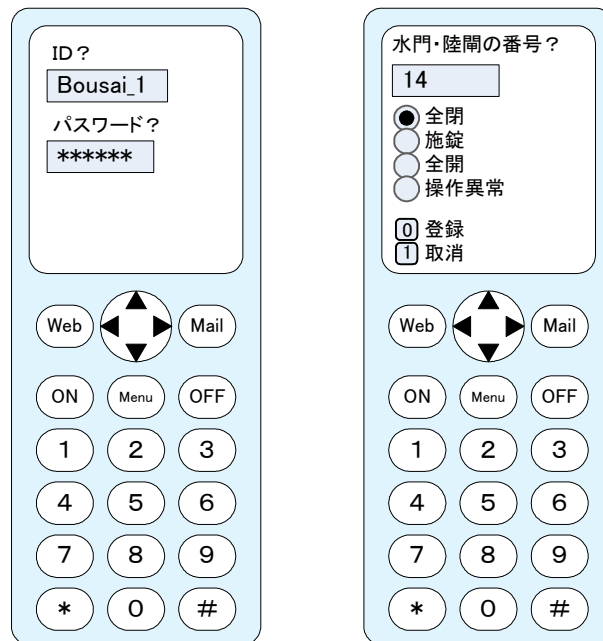 ID？
Bousai_1
パスワード？
******
Web
Mail
ON
Menu
OFF
1
2
3
4
5
6
7
8
9
*
0
#
水門・陸閘の番号？
14
全閉
施錠
全開
操作異常
0 登録
1 取消
Web
Mail
ON
Menu
OFF
1
2
3
4
5
6
7
8
9
*
0
#